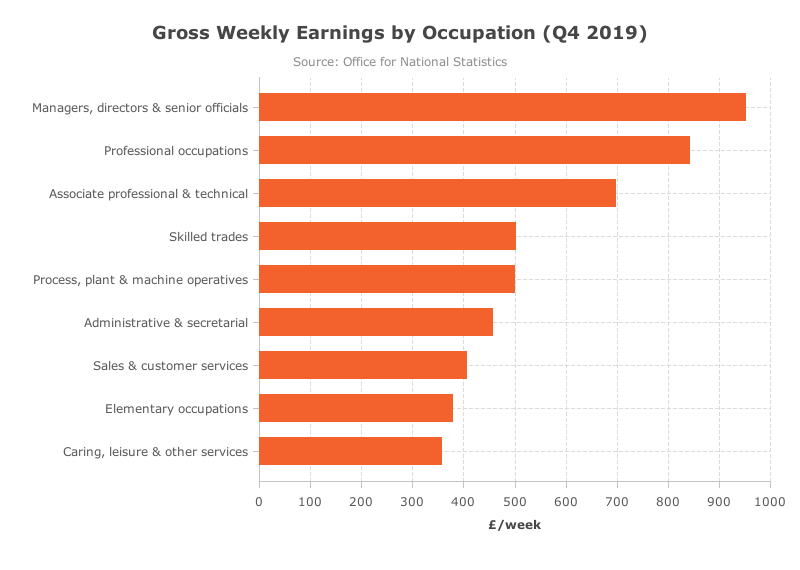 Gross Weekly Earnings by Occupation (Q4 2019)
Source: Office for National Statistics
Managers, directors & senior officials
Professional occupations
Associate professional & technical
Skilled trades
Process, plant & machine operatives
Administrative & secretarial
Sales & customer services
Elementary occupations
Caring, leisure & other services
0 100 200 300 400 500 600 700 800 900 1000
£/week